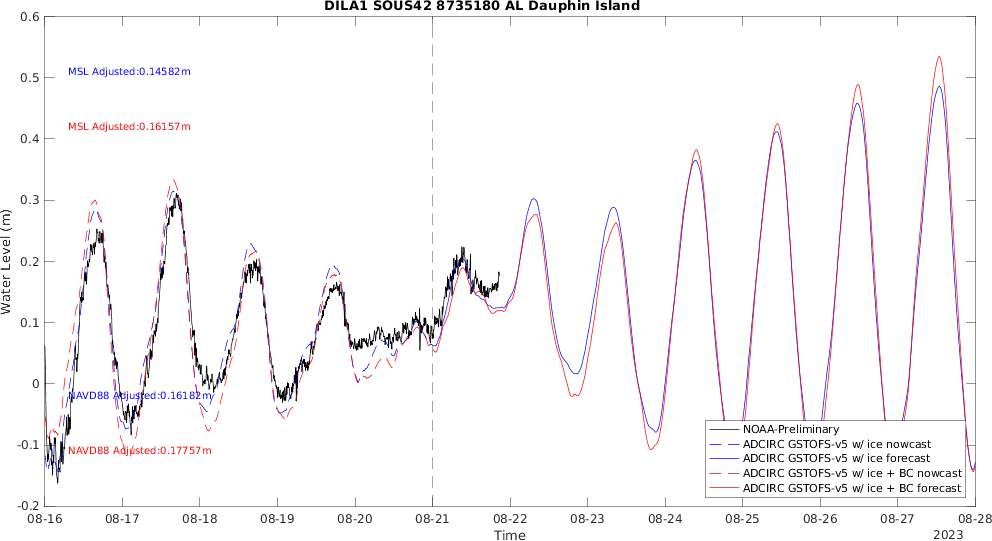 DILA1 SOUS42 8735180 AL Dauphin Island
0.6
0.5
0.4
0.3
0.2
0.1
0
-0.1
-0.2
Water Level (m)
MSL Adjusted:0.14582m
MSL Adjusted:0.16157m
NAVD88 Adjusted:0.16182m
NAVD88 Adjusted:0.17757m
NOAA-Preliminary
ADCIRC GSTOFS-v5 w/ ice nowcast
ADCIRC GSTOFS-v5 w/ ice forecast
ADCIRC GSTOFS-v5 w/ ice + BC nowcast
ADCIRC GSTOFS-v5 w/ ice + BC forecast
08-16 08-17 08-18 08-19 08-20 08-21 08-22 08-23 08-24 08-25 08-26 08-27 08-28
Time
2023